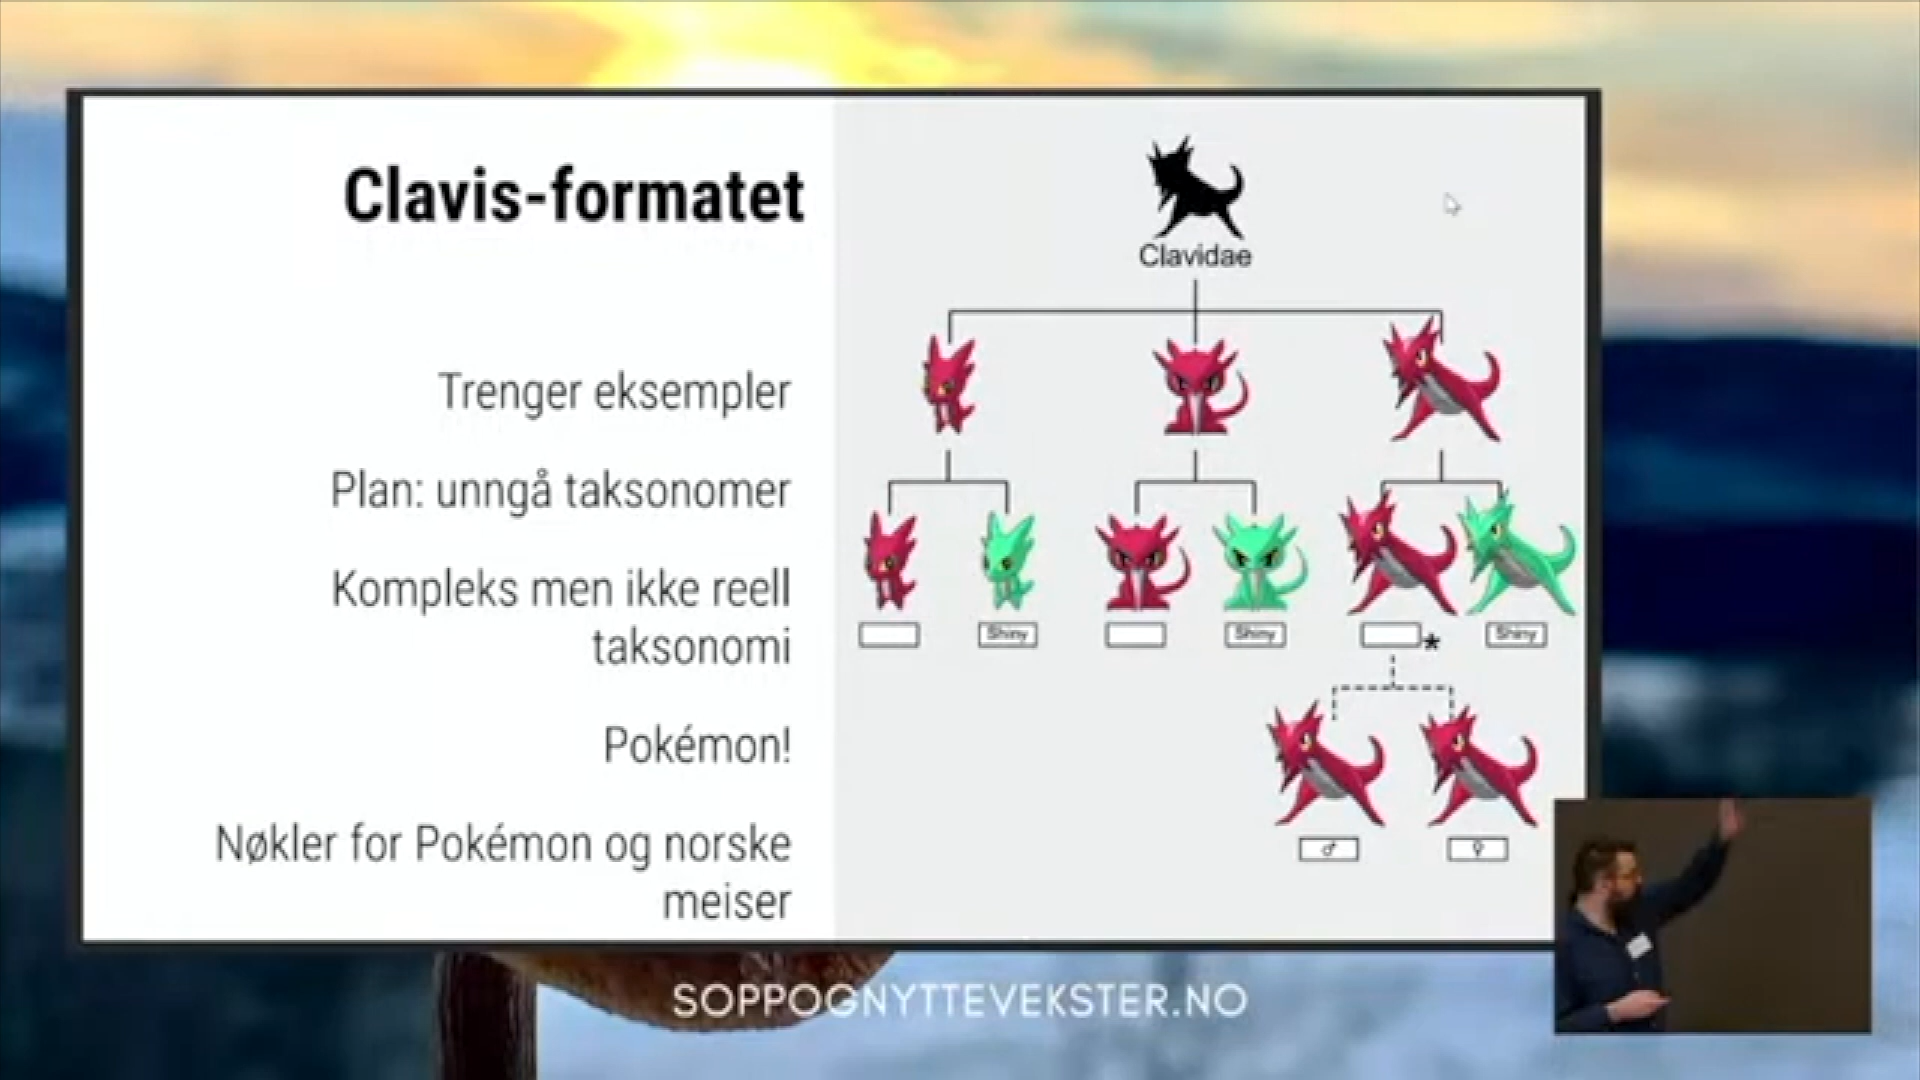 Clavis-formatet
Trenger eksempler
Plan: unngå taksonomer
Kompleks men ikke reell
taksonomi
Pokémon!
Nøkler for Pokémon og norske
meiser
Clavidae
Shiny
Shiny
*
Shiny
♂
♀
SOPPOGNYTTEVEKSTER.NO